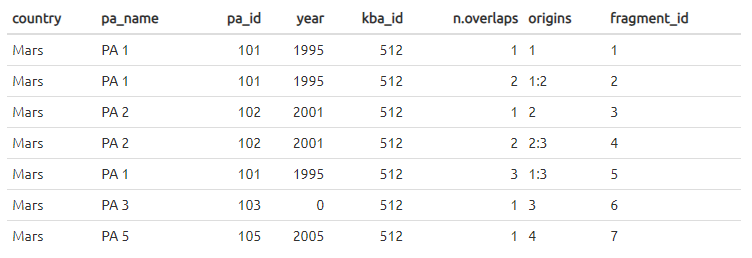 country pa_name pa_id year kba_id n.overlaps origins fragment_id
Mars PA 1 101 1995 512 1 1 1
Mars PA 1 101 1995 512 2 1:2 2
Mars PA 2 102 2001 512 1 2 3
Mars PA 2 102 2001 512 2 2:3 4
Mars PA 1 101 1995 512 3 1:3 5
Mars PA 3 103 0 512 1 3 6
Mars PA 5 105 2005 512 1 4 7